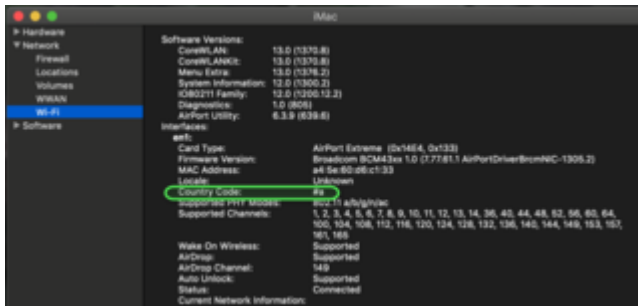 iMac
Hardware
Network
Firewall
Locations
Volumes
WWAN
Wi-Fi
Software
Software Versions:
CoreWLAN: 13.0 (1370.8)
CoreWLANKit: 13.0 (1370.8)
Menu Extra: 13.0 (1376.2)
System Information: 12.0 (1300.2)
IO80211 Family: 12.0 (1200.12.2)
Diagnostics: 1.0 (805)
AirPort Utility: 6.3.9 (639.6)
Interfaces:
en1:
Card Type: AirPort Extreme (0x14E4, 0x133)
Firmware Version: Broadcom BCM43xx 1.0 (7.77.61.1 AirPortDriverBrcmNIC-1305.2)
MAC Address: a4:5e:60:d6:c1:33
Locale: Unknown
Country Code: #a
Supported PHY Modes: 802.11 a/b/g/n/ac
Supported Channels: 1, 2, 3, 4, 5, 6, 7, 8, 9, 10, 11, 12, 13, 14, 36, 40, 44, 48, 52, 56, 60, 64,
100, 104, 108, 112, 116, 120, 124, 128, 132, 136, 140, 144, 149, 153, 157,
161, 165
Wake On Wireless: Supported
AirDrop: Supported
AirDrop Channel: 149
Auto Unlock: Supported
Status: Connected
Current Network Information: